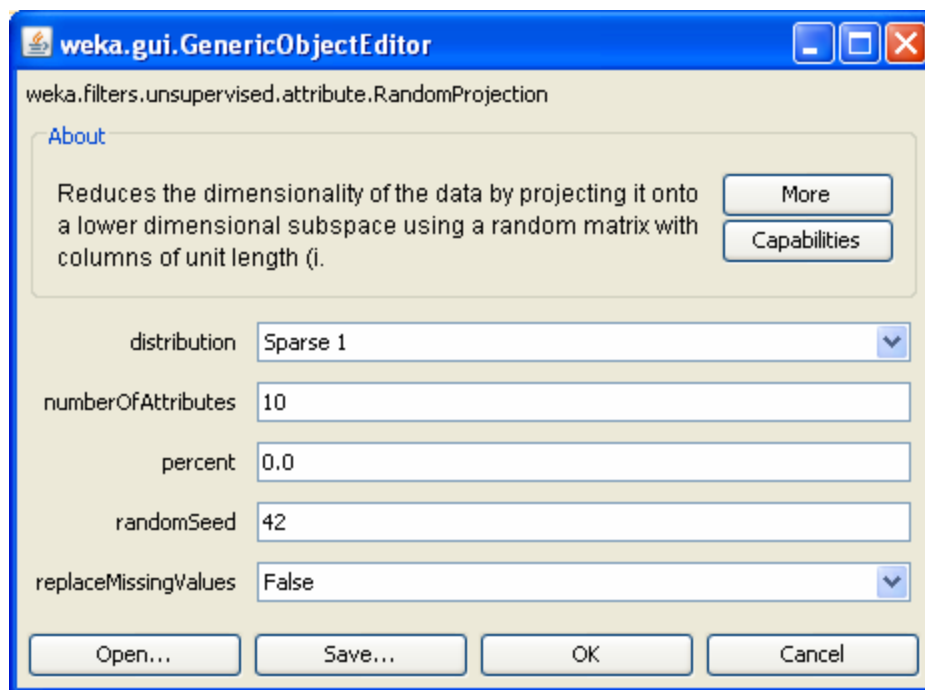 weka.gui.GenericObjectEditor
weka.filters.unsupervised.attribute.RandomProjection
About
Reduces the dimensionality of the data by projecting it onto
a lower dimensional subspace using a random matrix with
columns of unit length (i.
More
Capabilities
distribution Sparse 1
numberOfAttributes 10
percent 0.0
randomSeed 42
replaceMissingValues False
Open... Save... OK Cancel